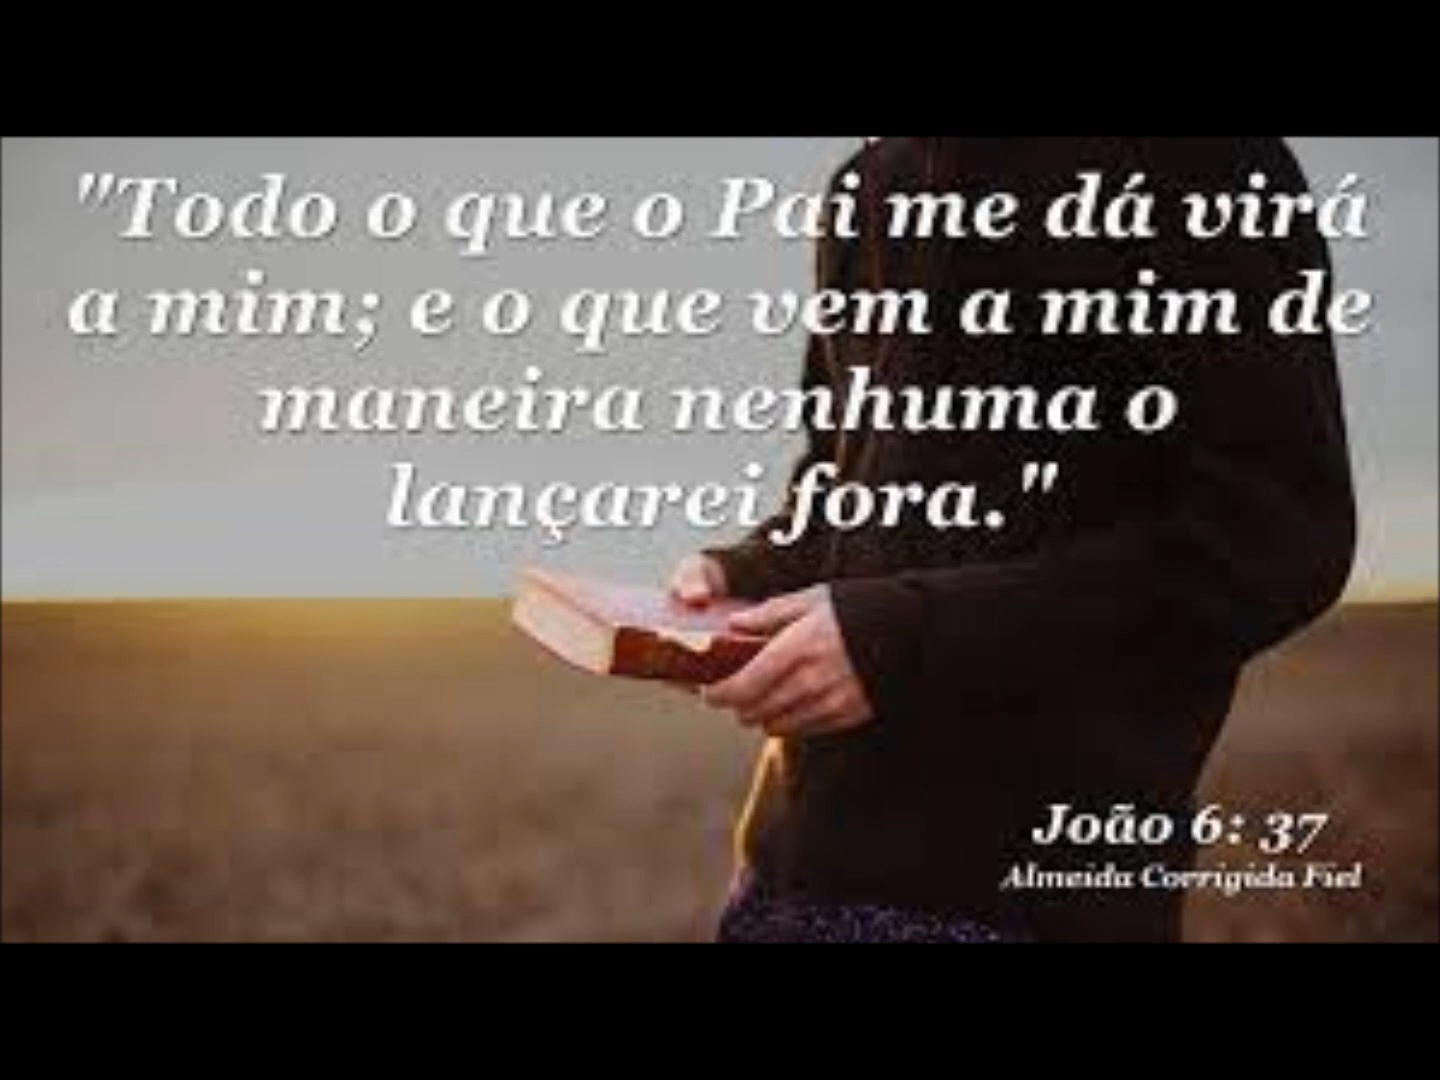 "Todo o que o Pai me dá virá
a mim; e o que vem a mim de
maneira nenhuma o
lançarei fora."
João 6: 37
Almeida Corrigida Fiel